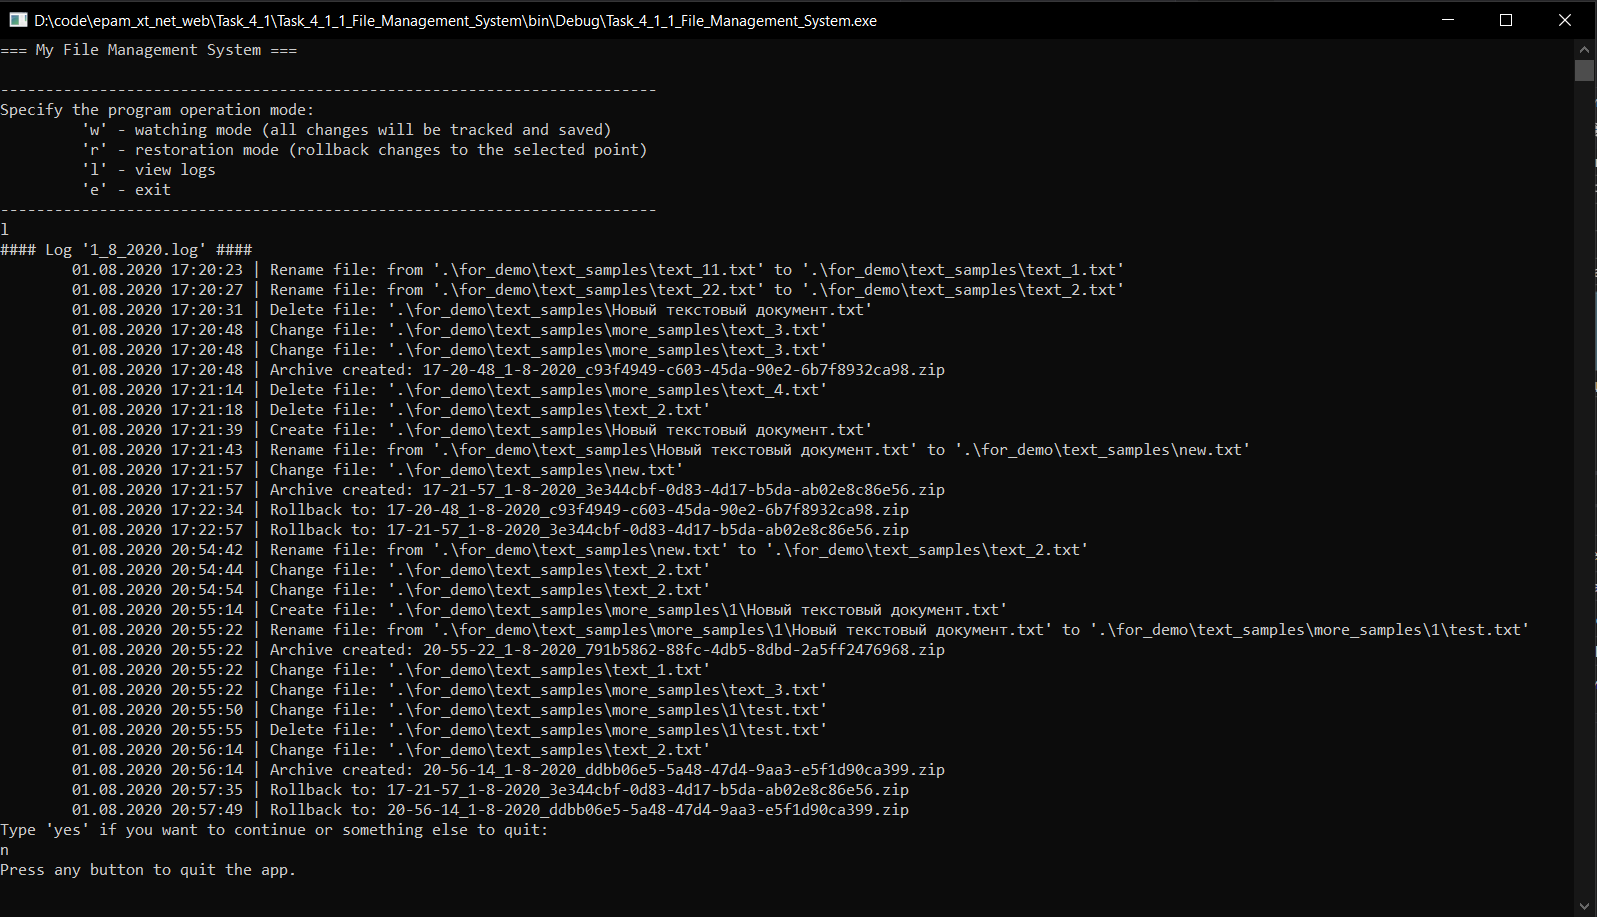 D:\code\epam_xt_net_web\Task_4_1\Task_4_1_1_File_Management_System\bin\Debug\Task_4_1_1_File_Management_System.exe
=== My File Management System ===
-------------------------------------------------------------------------
Specify the program operation mode:
'w' - watching mode (all changes will be tracked and saved)
'r' - restoration mode (rollback changes to the selected point)
'l' - view logs
'e' - exit
-------------------------------------------------------------------------
l
#### Log '1_8_2020.log' ####
01.08.2020 17:20:23 | Rename file: from '.\for_demo\text_samples\text_11.txt' to '.\for_demo\text_samples\text_1.txt'
01.08.2020 17:20:27 | Rename file: from '.\for_demo\text_samples\text_22.txt' to '.\for_demo\text_samples\text_2.txt'
01.08.2020 17:20:31 | Delete file: '.\for_demo\text_samples\Новый текстовый документ.txt'
01.08.2020 17:20:48 | Change file: '.\for_demo\text_samples\more_samples\text_3.txt'
01.08.2020 17:20:48 | Change file: '.\for_demo\text_samples\more_samples\text_3.txt'
01.08.2020 17:20:48 | Archive created: 17-20-48_1-8-2020_c93f4949-c603-45da-90e2-6b7f8932ca98.zip
01.08.2020 17:21:14 | Delete file: '.\for_demo\text_samples\more_samples\text_4.txt'
01.08.2020 17:21:18 | Delete file: '.\for_demo\text_samples\text_2.txt'
01.08.2020 17:21:39 | Create file: '.\for_demo\text_samples\Новый текстовый документ.txt'
01.08.2020 17:21:43 | Rename file: from '.\for_demo\text_samples\Новый текстовый документ.txt' to '.\for_demo\text_samples\new.txt'
01.08.2020 17:21:57 | Change file: '.\for_demo\text_samples\new.txt'
01.08.2020 17:21:57 | Archive created: 17-21-57_1-8-2020_3e344cbf-0d83-4d17-b5da-ab02e8c86e56.zip
01.08.2020 17:22:34 | Rollback to: 17-20-48_1-8-2020_c93f4949-c603-45da-90e2-6b7f8932ca98.zip
01.08.2020 17:22:57 | Rollback to: 17-21-57_1-8-2020_3e344cbf-0d83-4d17-b5da-ab02e8c86e56.zip
01.08.2020 20:54:42 | Rename file: from '.\for_demo\text_samples\new.txt' to '.\for_demo\text_samples\text_2.txt'
01.08.2020 20:54:44 | Change file: '.\for_demo\text_samples\text_2.txt'
01.08.2020 20:54:54 | Change file: '.\for_demo\text_samples\text_2.txt'
01.08.2020 20:55:14 | Create file: '.\for_demo\text_samples\more_samples\1\Новый текстовый документ.txt'
01.08.2020 20:55:22 | Rename file: from '.\for_demo\text_samples\more_samples\1\Новый текстовый документ.txt' to '.\for_demo\text_samples\more_samples\1\test.txt'
01.08.2020 20:55:22 | Archive created: 20-55-22_1-8-2020_791b5862-88fc-4db5-8dbd-2a5ff2476968.zip
01.08.2020 20:55:22 | Change file: '.\for_demo\text_samples\text_1.txt'
01.08.2020 20:55:22 | Change file: '.\for_demo\text_samples\more_samples\text_3.txt'
01.08.2020 20:55:50 | Change file: '.\for_demo\text_samples\more_samples\1\test.txt'
01.08.2020 20:55:55 | Delete file: '.\for_demo\text_samples\more_samples\1\test.txt'
01.08.2020 20:56:14 | Change file: '.\for_demo\text_samples\text_2.txt'
01.08.2020 20:56:14 | Archive created: 20-56-14_1-8-2020_ddbb06e5-5a48-47d4-9aa3-e5f1d90ca399.zip
01.08.2020 20:57:35 | Rollback to: 17-21-57_1-8-2020_3e344cbf-0d83-4d17-b5da-ab02e8c86e56.zip
01.08.2020 20:57:49 | Rollback to: 20-56-14_1-8-2020_ddbb06e5-5a48-47d4-9aa3-e5f1d90ca399.zip
Type 'yes' if you want to continue or something else to quit:
n
Press any button to quit the app.